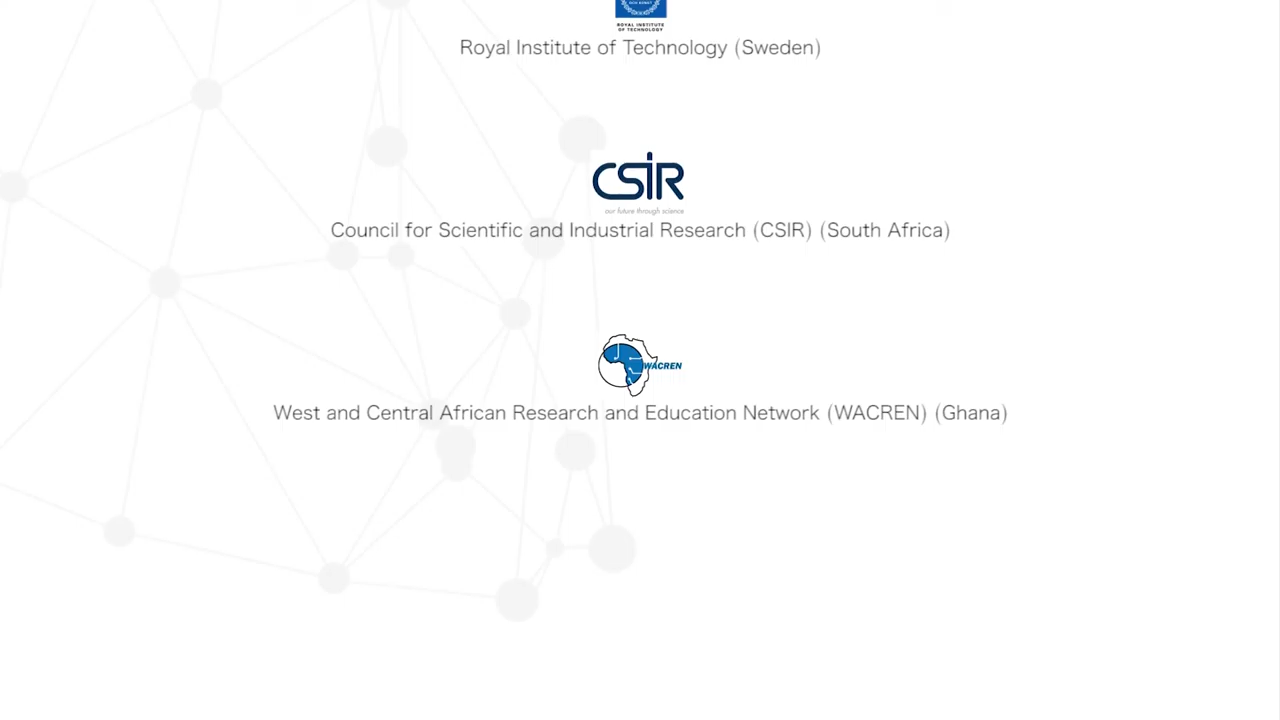 ROYAL INSTITUTE
OF TECHNOLOGY
Royal Institute of Technology (Sweden)
CSIR
our future through science
Council for Scientific and Industrial Research (CSIR) (South Africa)
WACREN
West and Central African Research and Education Network (WACREN) (Ghana)